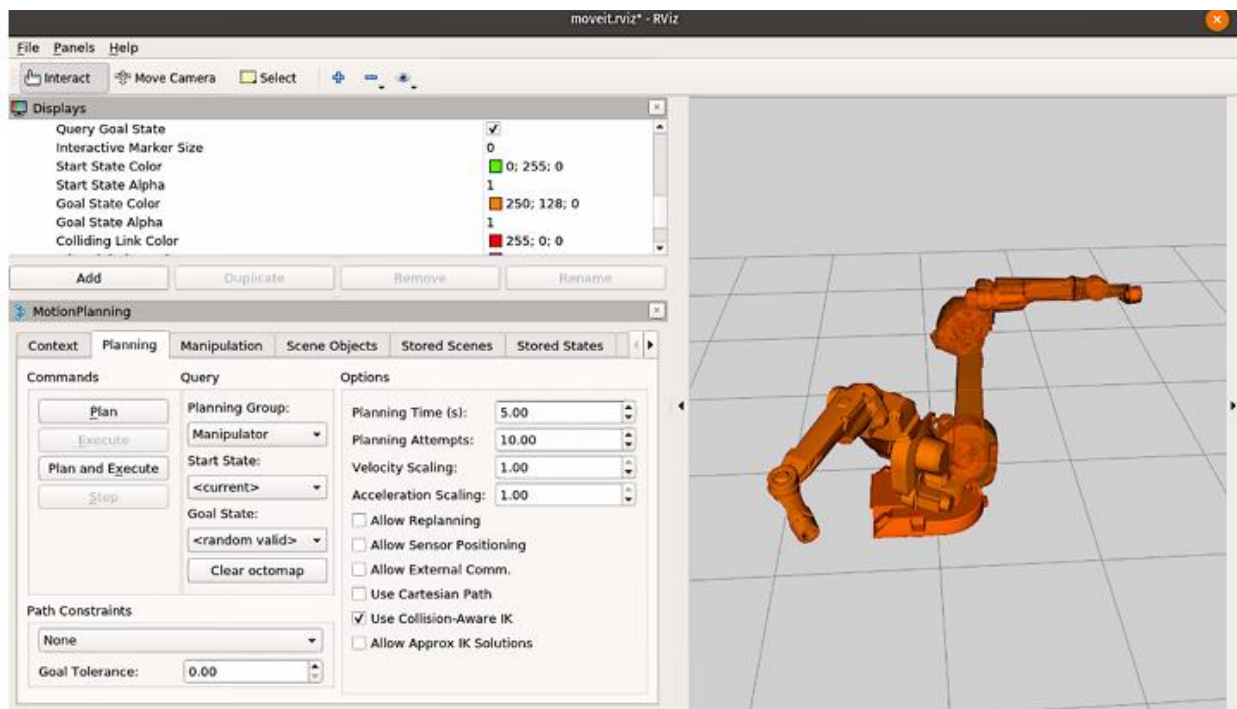 moveit.rviz* - RViz
File Panels Help
Interact Move Camera Select
Displays
Query Goal State
Interactive Marker Size 0
Start State Color 0; 255; 0
Start State Alpha 1
Goal State Color 250; 128; 0
Goal State Alpha 1
Colliding Link Color 255; 0; 0
Add Duplicate Remove Rename
MotionPlanning
Context Planning Manipulation Scene Objects Stored Scenes Stored States
Commands Query Options
Plan Planning Group: Planning Time (s): 5.00
Execute Manipulator Planning Attempts: 10.00
Plan and Execute Start State: Velocity Scaling: 1.00
Stop <current> Acceleration Scaling: 1.00
Goal State: Allow Replanning
<random valid> Allow Sensor Positioning
Clear octomap Allow External Comm.
Use Cartesian Path
Path Constraints Use Collision-Aware IK
None Allow Approx IK Solutions
Goal Tolerance: 0.00